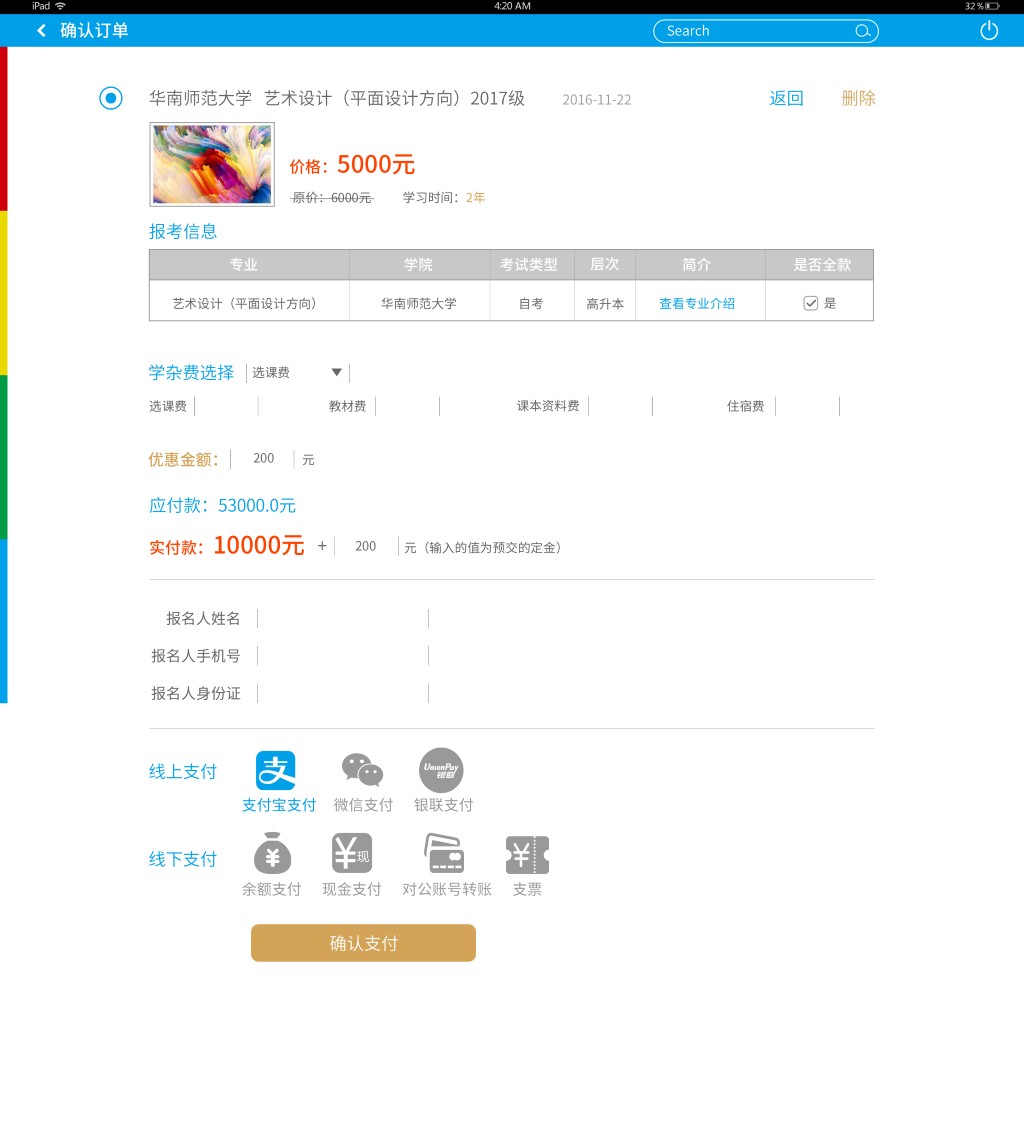 iPad 4:20 AM 32%
确认订单 Search
华南师范大学 艺术设计（平面设计方向）2017级 2016-11-22 返回 删除
价格：5000元
原价：6000元 学习时间：2年
报考信息
专业 学院 考试类型 层次 简介 是否全款
艺术设计（平面设计方向） 华南师范大学 自考 高升本 查看专业介绍 是
学杂费选择 选课费
选课费 教材费 课本资料费 住宿费
优惠金额： 200 元
应付款：53000.0元
实付款：10000元 + 200 元（输入的值为预交的定金）
报名人姓名
报名人手机号
报名人身份证
线上支付 支 UnionPay 银联
支付宝支付 微信支付 银联支付
线下支付 ¥ ¥现 ¥
余额支付 现金支付 对公账号转账 支票
确认支付